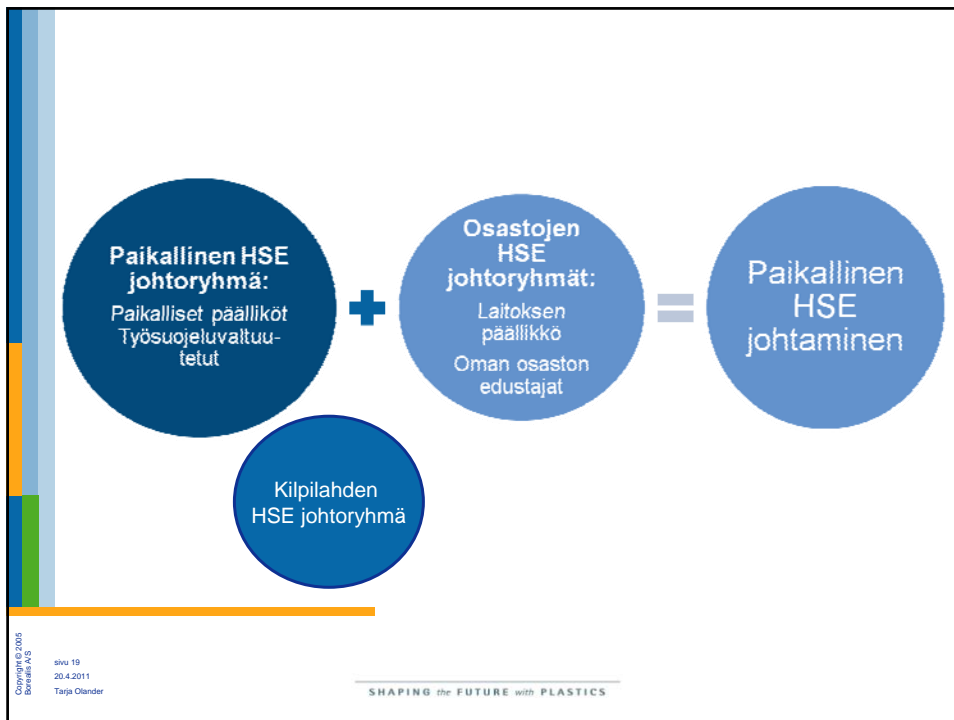 Paikallinen HSE
johtoryhmä:
Paikalliset päälliköt
Työsuojeluvaltuu-
tetut
Osastojen
HSE
johtoryhmät:
Laitoksen
päällikkö
Oman osaston
edustajat
Paikallinen
HSE
johtaminen
Kilpilahden
HSE johtoryhmä
Copyright © 2005
Borealis A/S
sivu 19
20.4.2011
Tarja Olander
SHAPING the FUTURE with PLASTICS